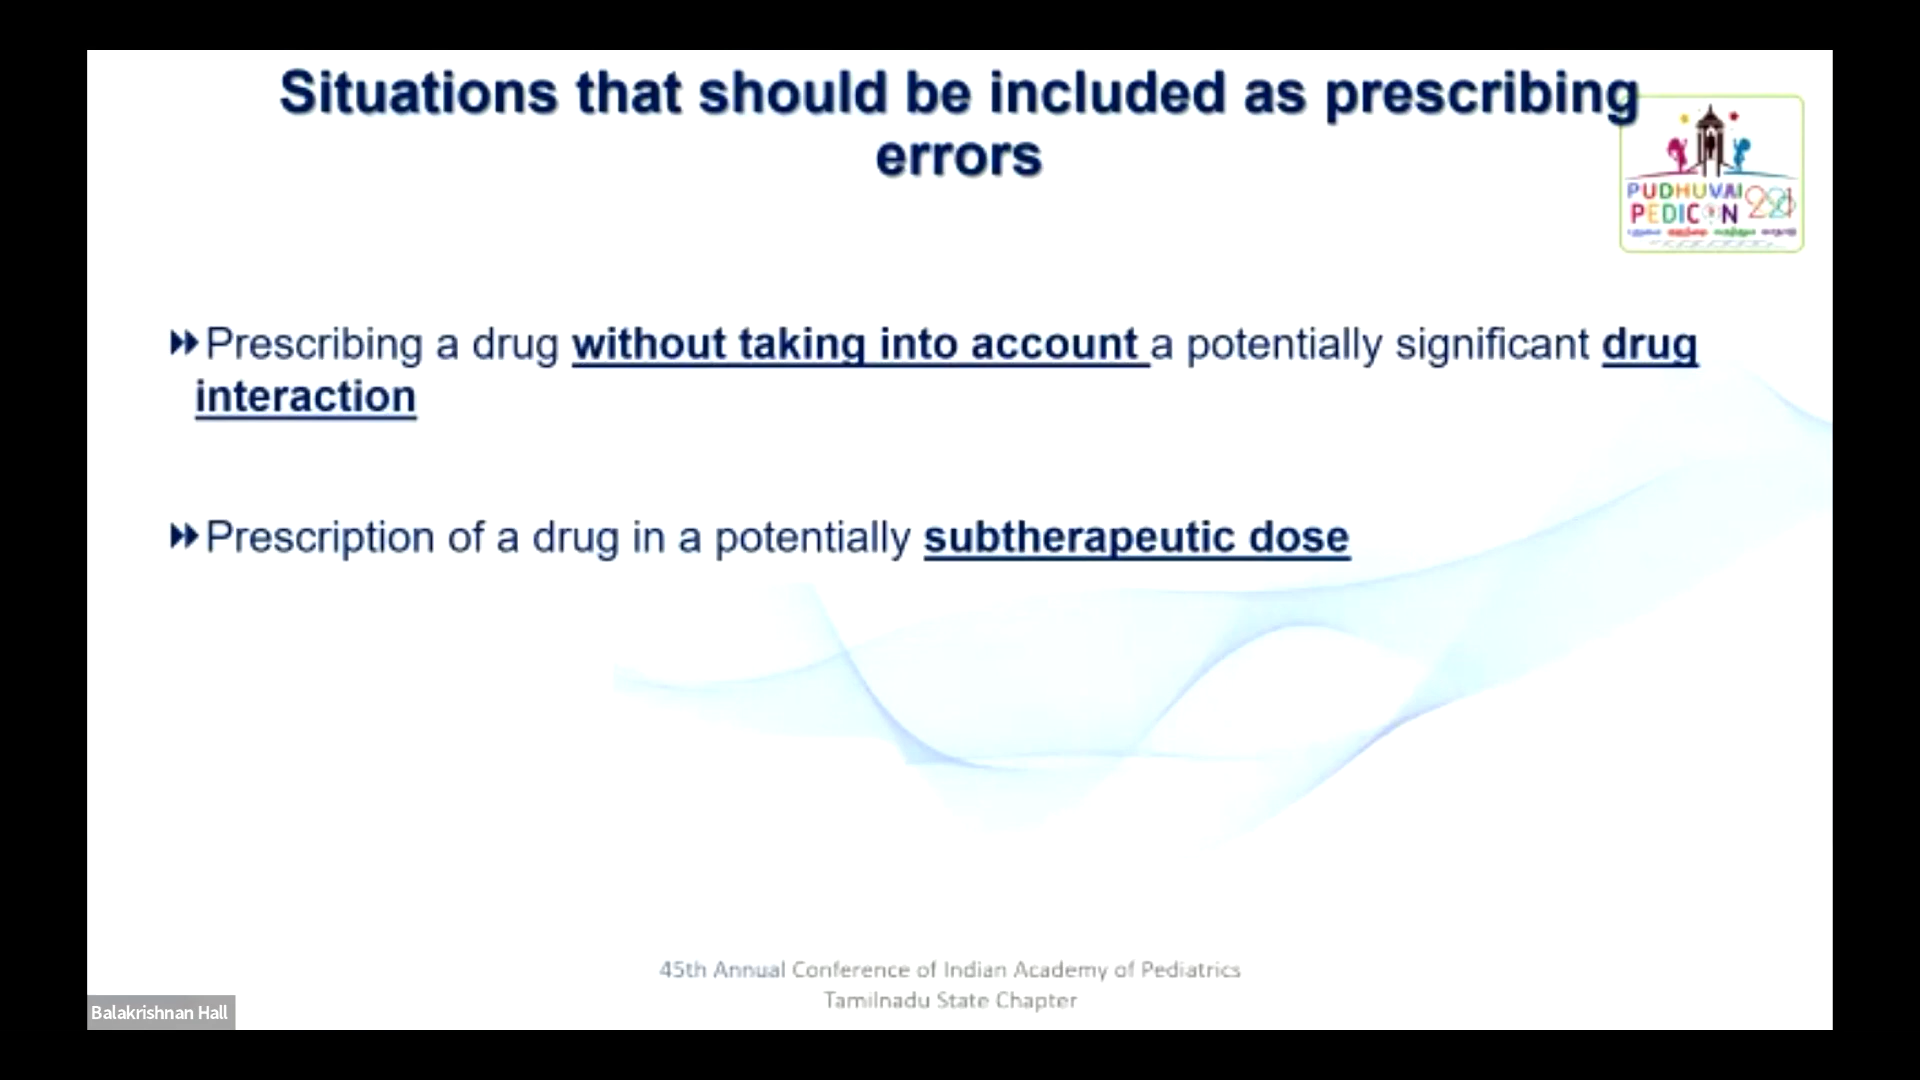 Situations that should be included as prescribing
errors
PUDHUVAI
PEDICON 2021
Prescribing a drug without taking into account a potentially significant drug
interaction
Prescription of a drug in a potentially subtherapeutic dose
45th Annual Conference of Indian Academy of Pediatrics
Tamilnadu State Chapter
Balakrishnan Hall